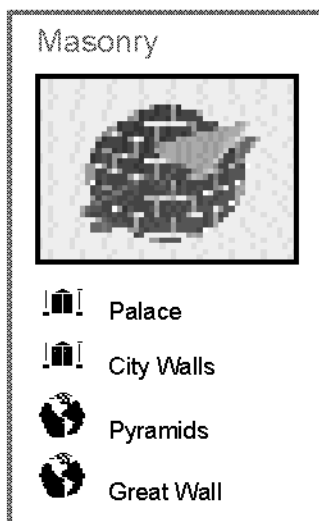 Masonry
Palace
City Walls
Pyramids
Great Wall